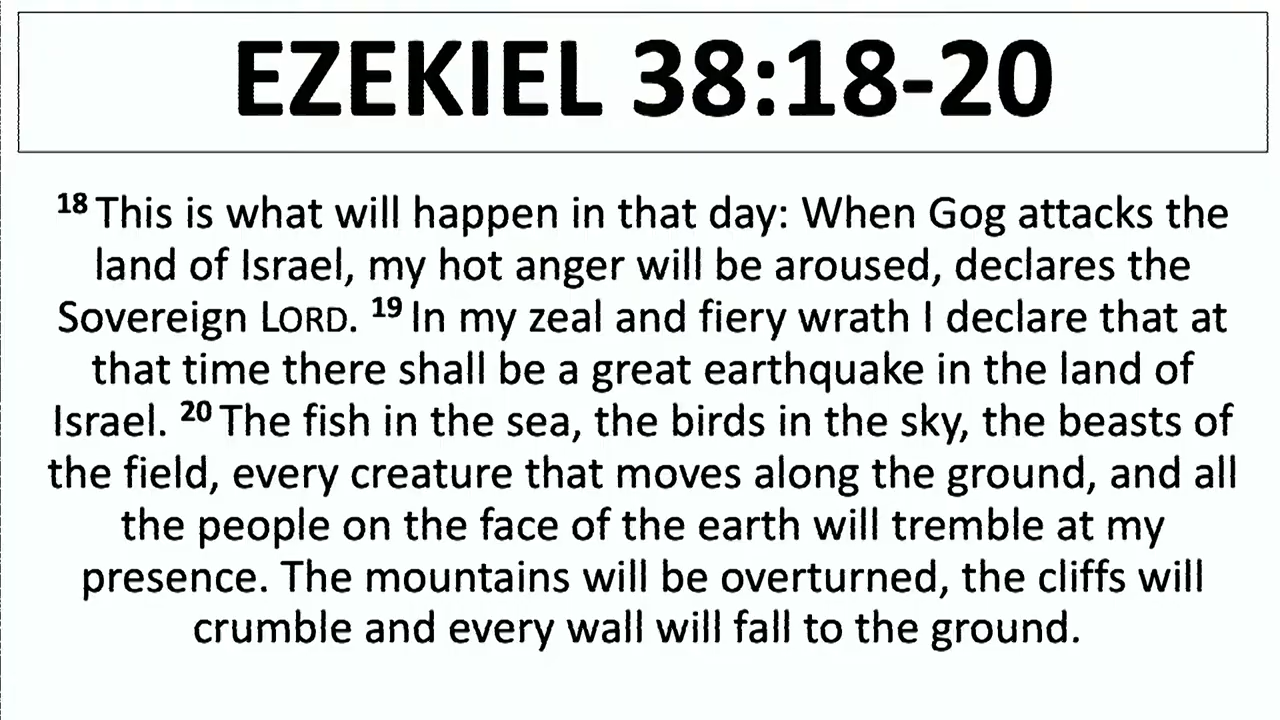 EZEKIEL 38:18-20
18 This is what will happen in that day: When Gog attacks the
land of Israel, my hot anger will be aroused, declares the
Sovereign LORD. 19 In my zeal and fiery wrath I declare that at
that time there shall be a great earthquake in the land of
Israel. 20 The fish in the sea, the birds in the sky, the beasts of
the field, every creature that moves along the ground, and all
the people on the face of the earth will tremble at my
presence. The mountains will be overturned, the cliffs will
crumble and every wall will fall to the ground.